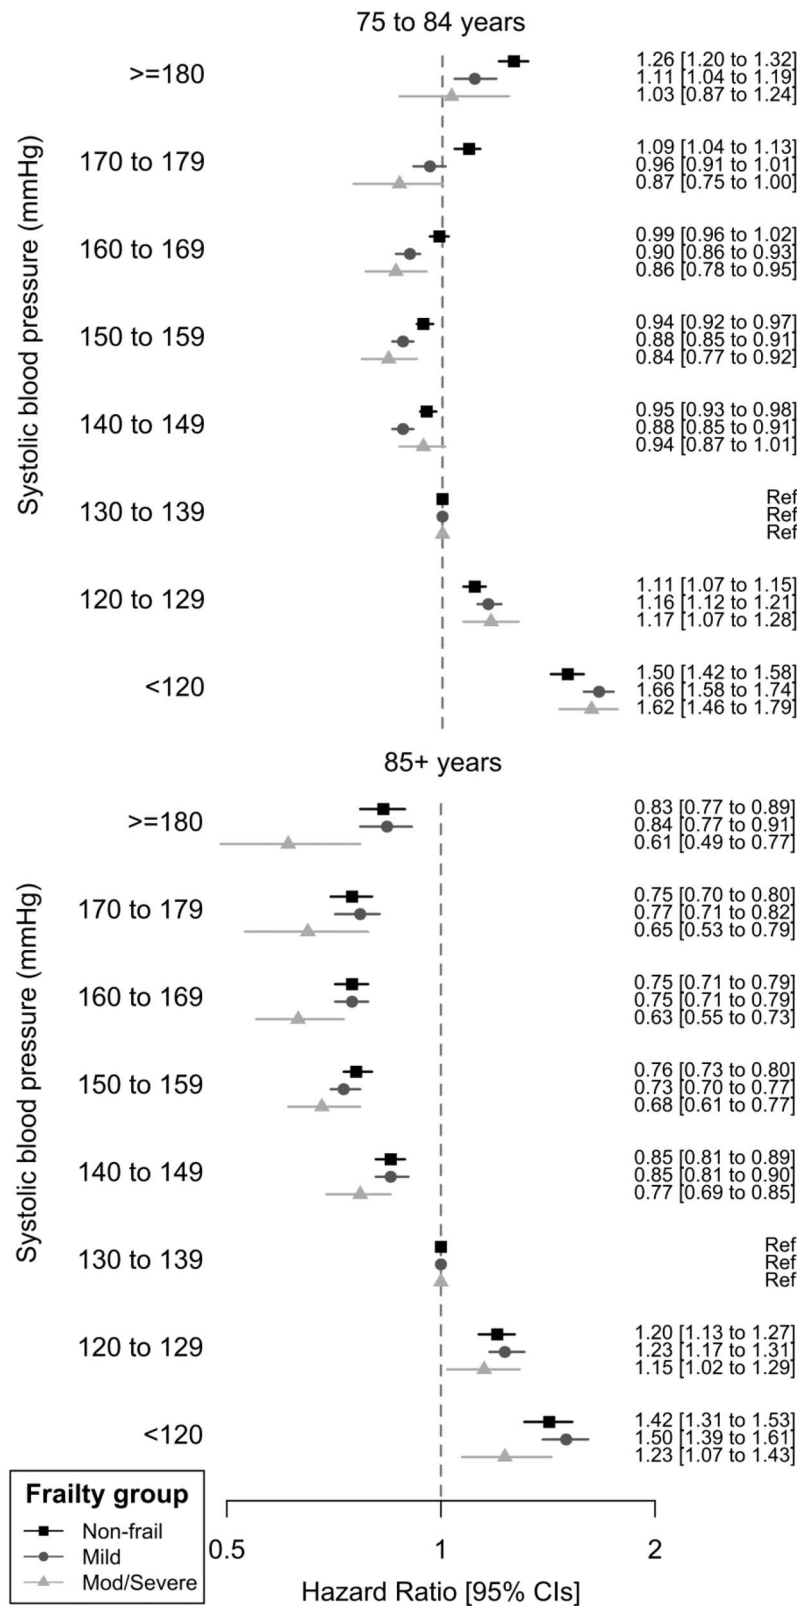 75 to 84 years
Systolic blood pressure (mmHg)
>=180
1.26 [1.20 to 1.32]
1.11 [1.04 to 1.19]
1.03 [0.87 to 1.24]
170 to 179
1.09 [1.04 to 1.13]
0.96 [0.91 to 1.01]
0.87 [0.75 to 1.00]
160 to 169
0.99 [0.96 to 1.02]
0.90 [0.86 to 0.93]
0.86 [0.78 to 0.95]
150 to 159
0.94 [0.92 to 0.97]
0.88 [0.85 to 0.91]
0.84 [0.77 to 0.92]
140 to 149
0.95 [0.93 to 0.98]
0.88 [0.85 to 0.91]
0.94 [0.87 to 1.01]
130 to 139
Ref
Ref
Ref
120 to 129
1.11 [1.07 to 1.15]
1.16 [1.12 to 1.21]
1.17 [1.07 to 1.28]
<120
1.50 [1.42 to 1.58]
1.66 [1.58 to 1.74]
1.62 [1.46 to 1.79]
85+ years
Systolic blood pressure (mmHg)
>=180
0.83 [0.77 to 0.89]
0.84 [0.77 to 0.91]
0.61 [0.49 to 0.77]
170 to 179
0.75 [0.70 to 0.80]
0.77 [0.71 to 0.82]
0.65 [0.53 to 0.79]
160 to 169
0.75 [0.71 to 0.79]
0.75 [0.71 to 0.79]
0.63 [0.55 to 0.73]
150 to 159
0.76 [0.73 to 0.80]
0.73 [0.70 to 0.77]
0.68 [0.61 to 0.77]
140 to 149
0.85 [0.81 to 0.89]
0.85 [0.81 to 0.90]
0.77 [0.69 to 0.85]
130 to 139
Ref
Ref
Ref
120 to 129
1.20 [1.13 to 1.27]
1.23 [1.17 to 1.31]
1.15 [1.02 to 1.29]
<120
1.42 [1.31 to 1.53]
1.50 [1.39 to 1.61]
1.23 [1.07 to 1.43]
Frailty group
Non-frail
Mild
Mod/Severe
0.5 1 2
Hazard Ratio [95% CIs]